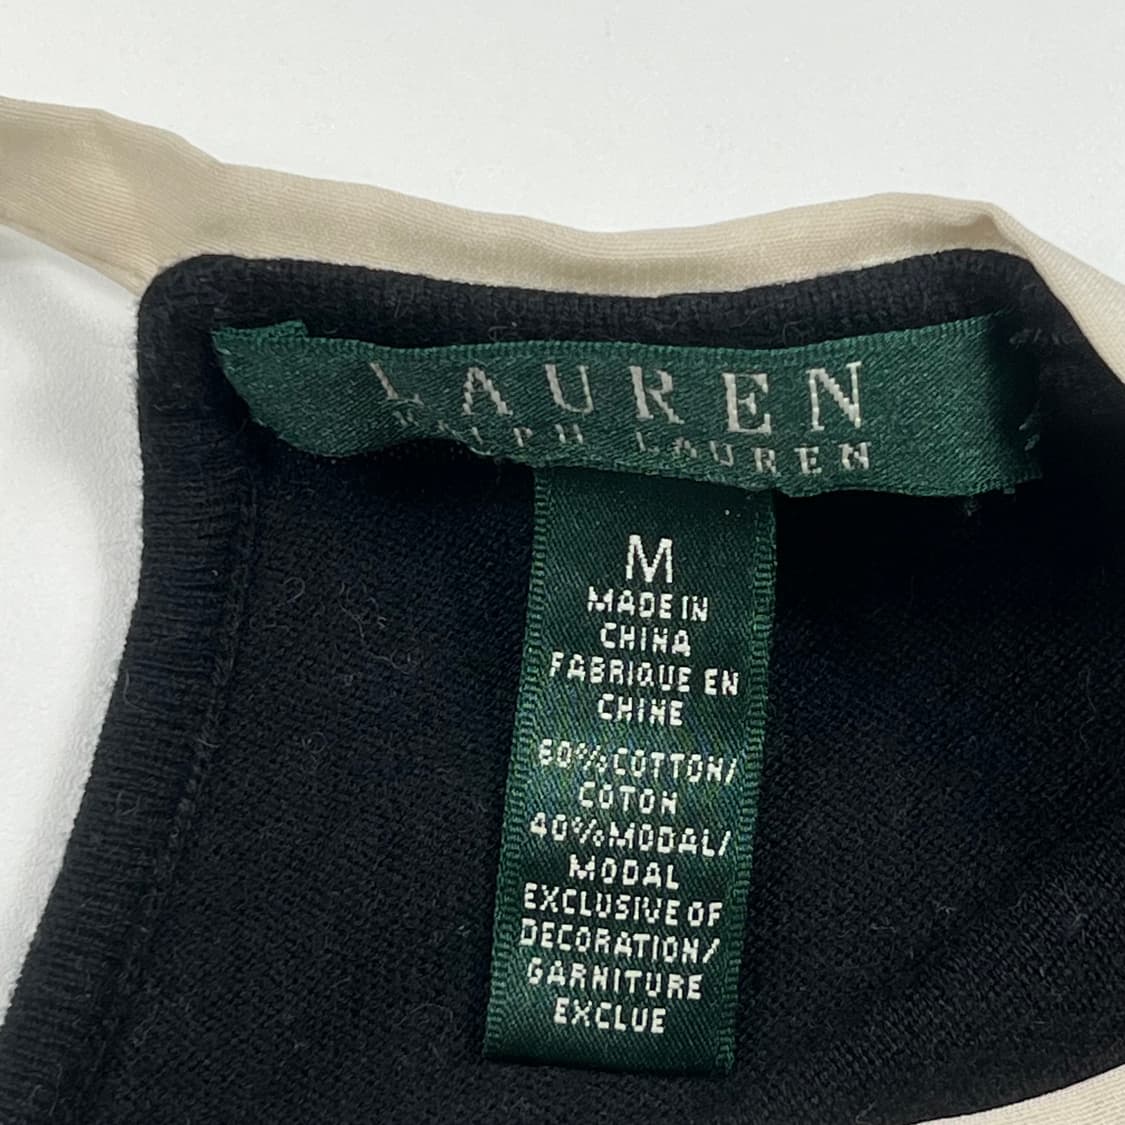 LAUREN
RALPH LAUREN
M
MADE IN
CHINA
FABRIQUE EN
CHINE
60%COTTON/
COTON
40%MODAL/
MODAL
EXCLUSIVE OF
DECORATION/
GARNITURE
EXCLUE